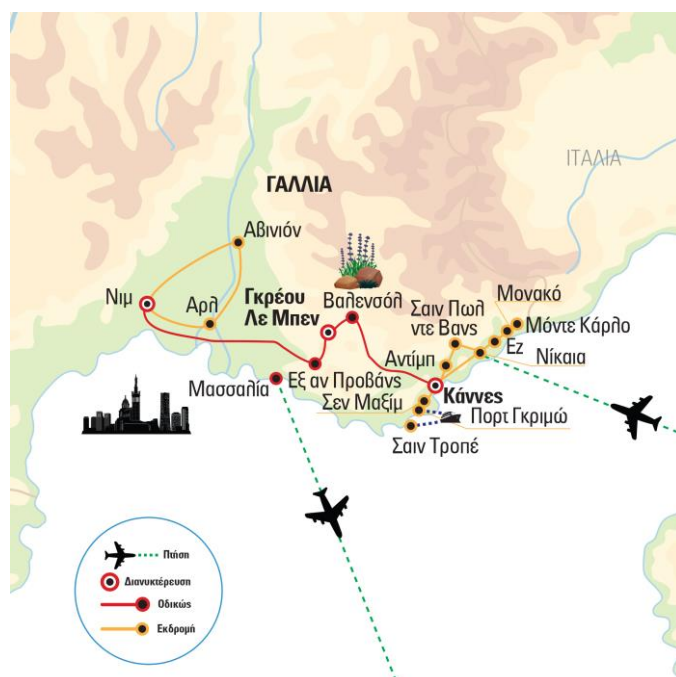 ΙΤΑΛΙΑ
ΓΑΛΛΙΑ
Αβινιόν
Νιμ
Αρλ
Γκρέου
Λε Μπεν
Βαλενσόλ
Μονακό
Σαιν Πωλ
ντε Βανς
Μόντε Κάρλο
Εζ
Αντίμπ
Νίκαια
Μασσαλία
Εξ αν Προβάνς
Κάννες
Σεν Μαξίμ
Πορτ Γκριμώ
Σαιν Τροπέ
Πτήση
Διανυκτέρευση
Οδικώς
Εκδρομή